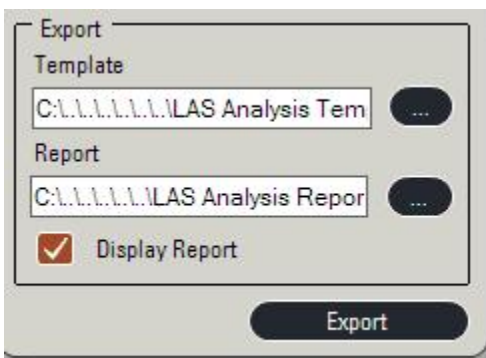 Export
Template
C:\..\..\..\..\..\..\LAS Analysis Tem
...
Report
C:\..\..\..\..\..\LAS Analysis Repor
...
Display Report
Export